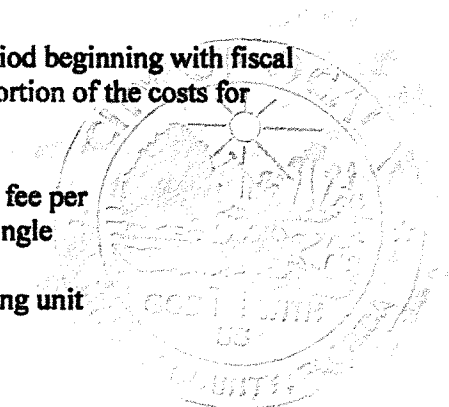 iod beginning with fiscal
ortion of the costs for
fee per
ngle
ng unit